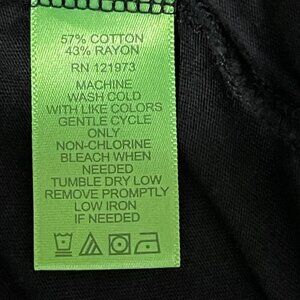 57% COTTON
43% RAYON
RN 121973
MACHINE
WASH COLD
WITH LIKE COLORS
GENTLE CYCLE
ONLY
NON-CHLORINE
BLEACH WHEN
NEEDED
TUMBLE DRY LOW
REMOVE PROMPTLY
LOW IRON
IF NEEDED